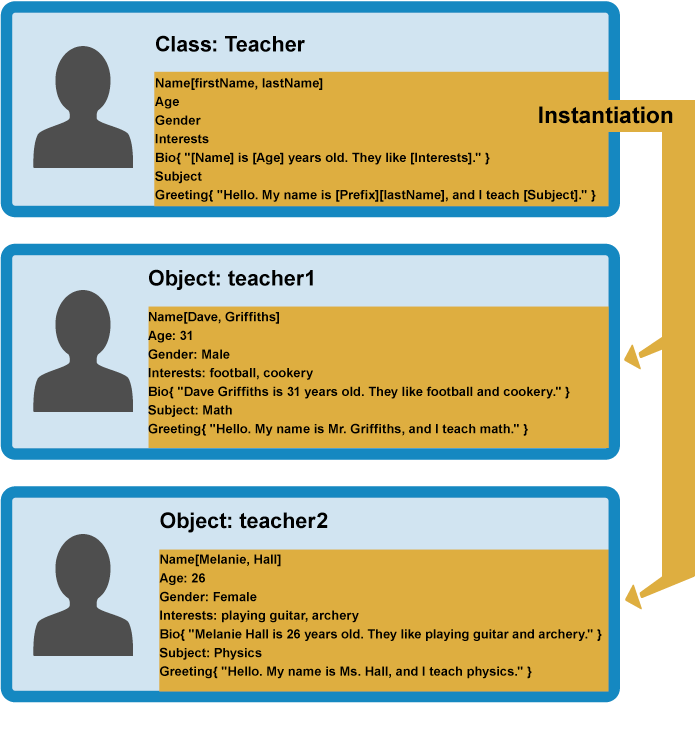 Class: Teacher
Name[firstName, lastName]
Age
Gender
Interests
Bio{ "[Name] is [Age] years old. They like [Interests]." }
Subject
Greeting{ "Hello. My name is [Prefix][lastName], and I teach [Subject]." }
Instantiation
Object: teacher1
Name[Dave, Griffiths]
Age: 31
Gender: Male
Interests: football, cookery
Bio{ "Dave Griffiths is 31 years old. They like football and cookery." }
Subject: Math
Greeting{ "Hello. My name is Mr. Griffiths, and I teach math." }
Object: teacher2
Name[Melanie, Hall]
Age: 26
Gender: Female
Interests: playing guitar, archery
Bio{ "Melanie Hall is 26 years old. They like playing guitar and archery." }
Subject: Physics
Greeting{ "Hello. My name is Ms. Hall, and I teach physics." }